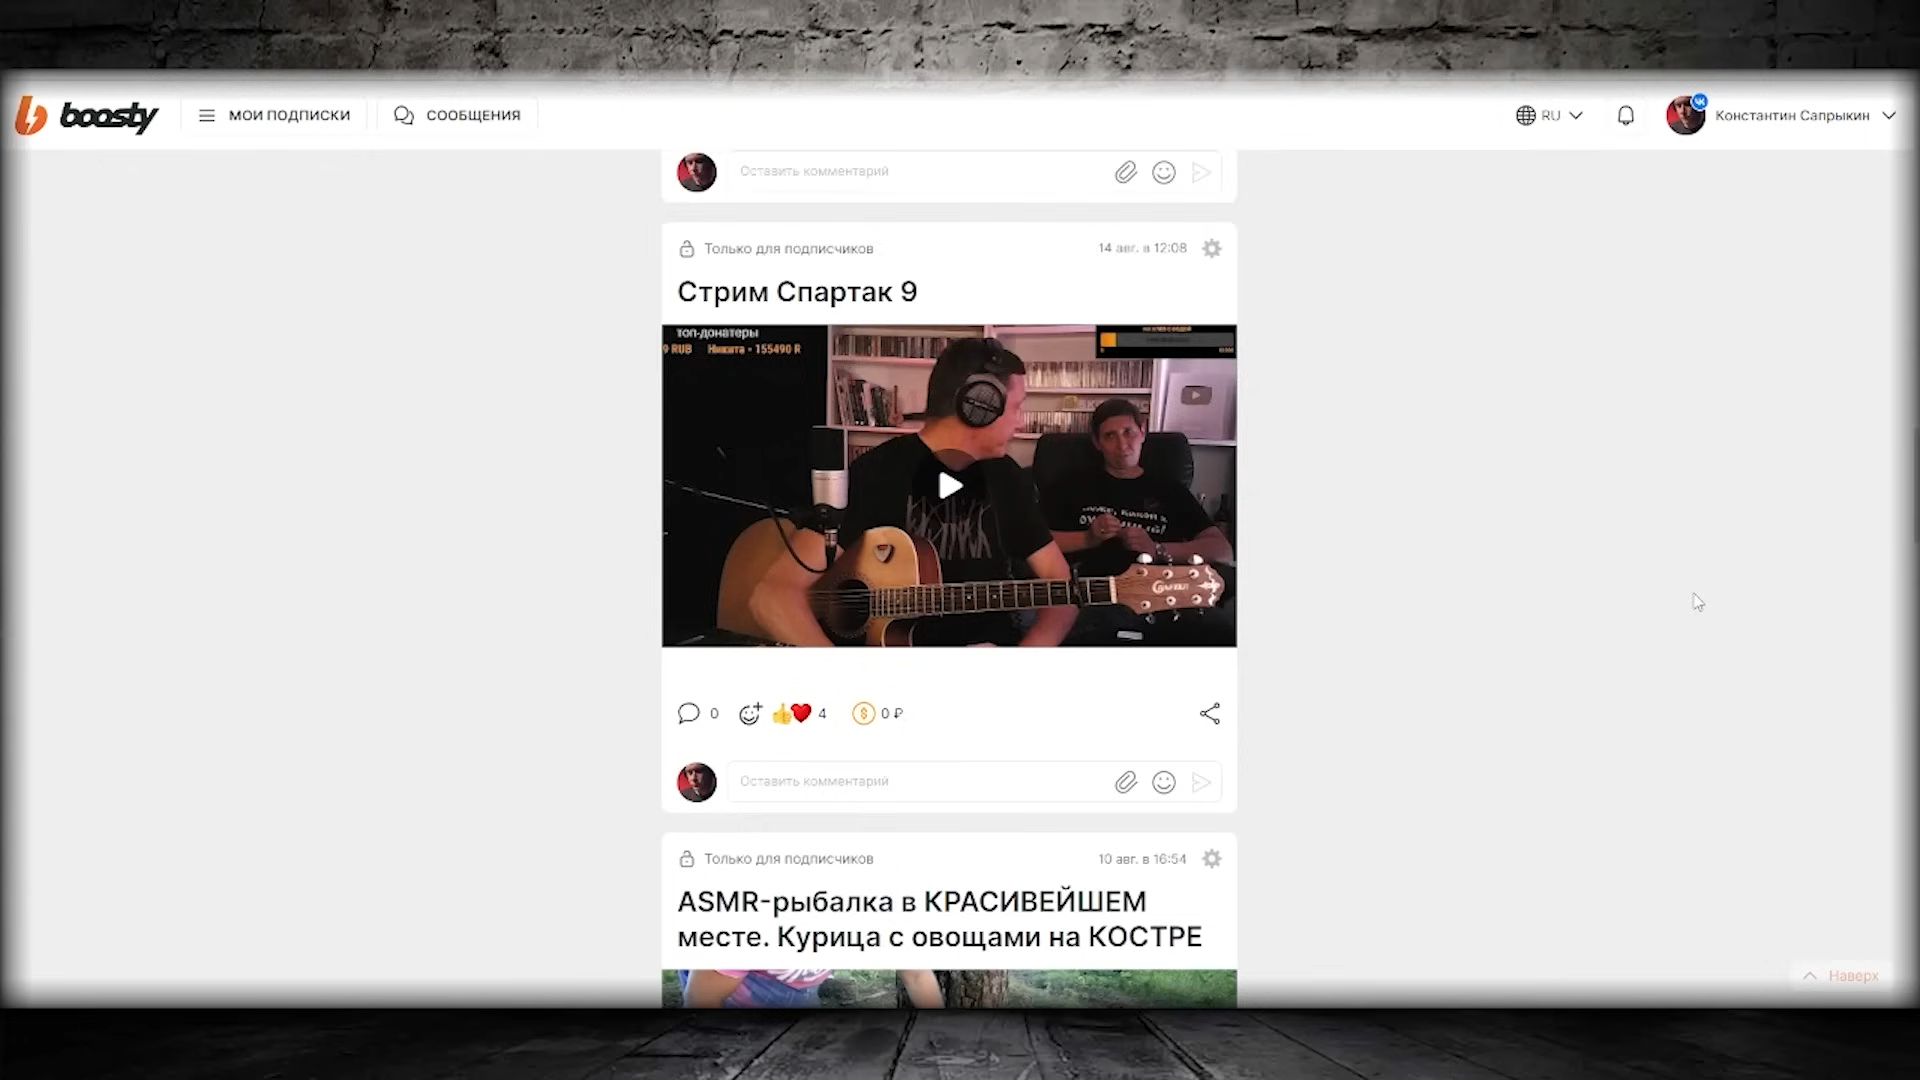 boosty
МОИ ПОДПИСКИ
СООБЩЕНИЯ
RU
Константин Сапрыкин
Оставить комментарий
Только для подписчиков
14 авг. в 12:08
Стрим Спартак 9
топ-донатеры
9 RUB Никита - 155490 R
0
4
0 ₽
Оставить комментарий
Только для подписчиков
10 авг. в 16:54
ASMR-рыбалка в КРАСИВЕЙШЕМ
месте. Курица с овощами на КОСТРЕ
Наверх